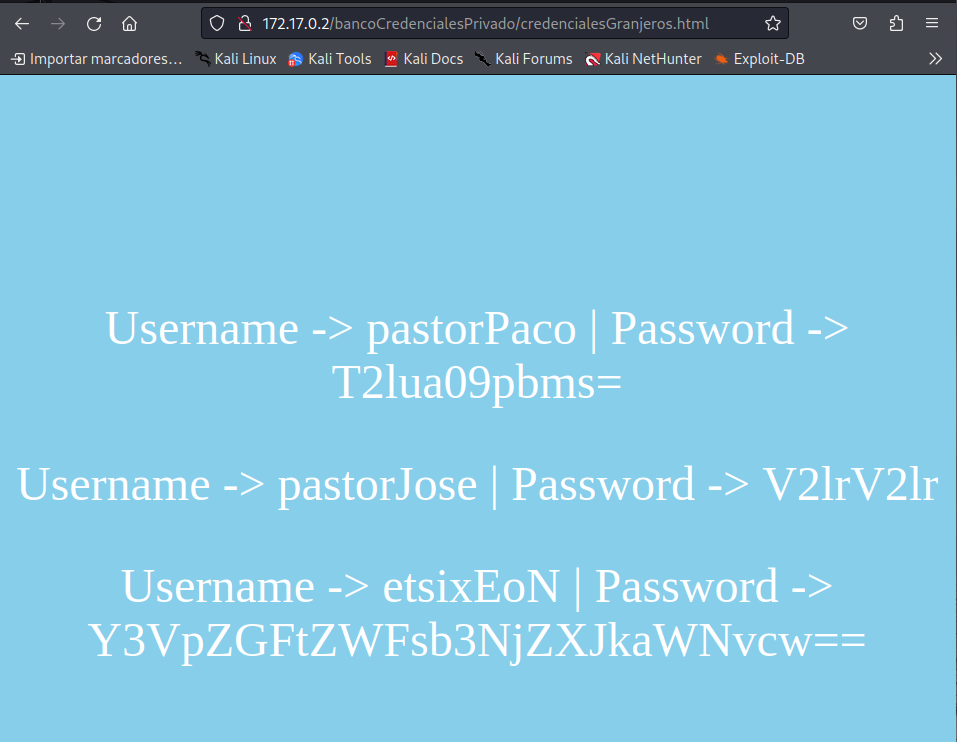 172.17.0.2/bancoCredencialesPrivado/credencialesGranjeros.html
Importar marcadores... Kali Linux Kali Tools Kali Docs Kali Forums Kali NetHunter Exploit-DB
Username -> pastorPaco | Password ->
T2lua09pbms=
Username -> pastorJose | Password -> V2lrV2lr
Username -> etsixEoN | Password ->
Y3VpZGFtZWFsb3NjZXJkaWNvcw==